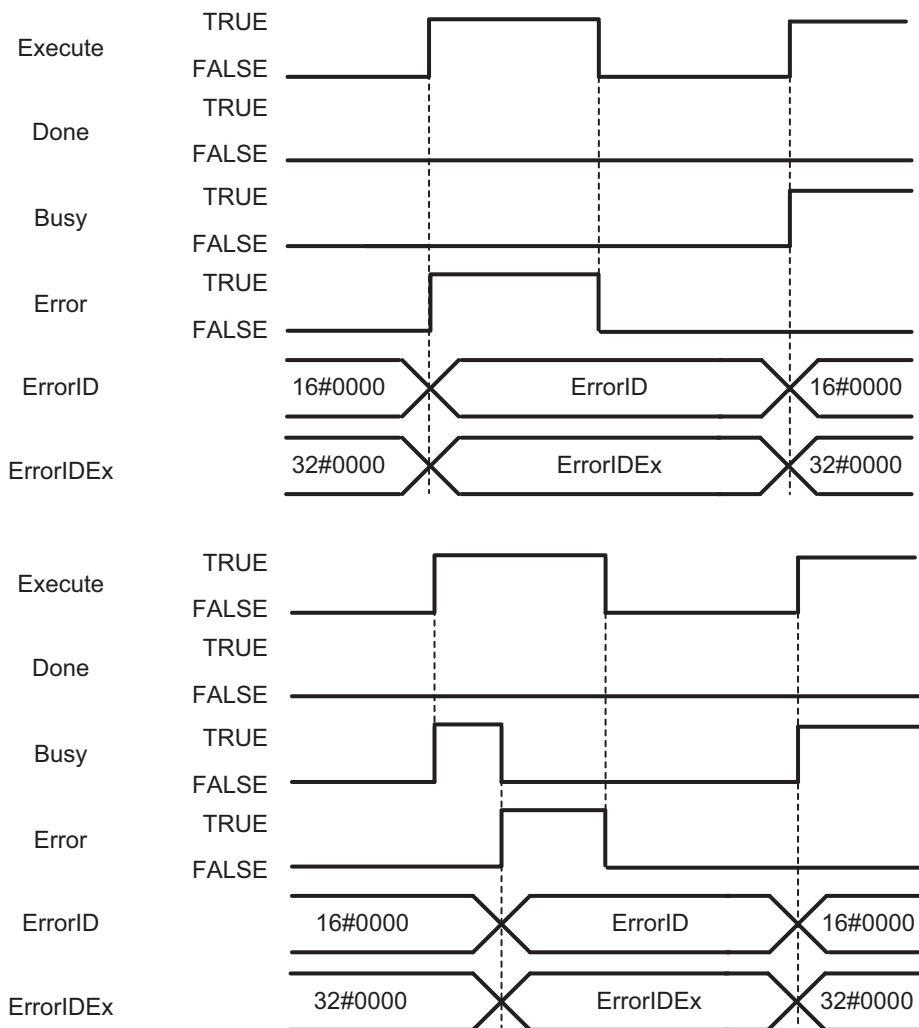 TRUE
Execute
FALSE
TRUE
Done
FALSE
TRUE
Busy
FALSE
TRUE
Error
FALSE
ErrorID 16#0000 ErrorID 16#0000
ErrorIDEx 32#0000 ErrorIDEx 32#0000
TRUE
Execute
FALSE
TRUE
Done
FALSE
TRUE
Busy
FALSE
TRUE
Error
FALSE
ErrorID 16#0000 ErrorID 16#0000
ErrorIDEx 32#0000 ErrorIDEx 32#0000